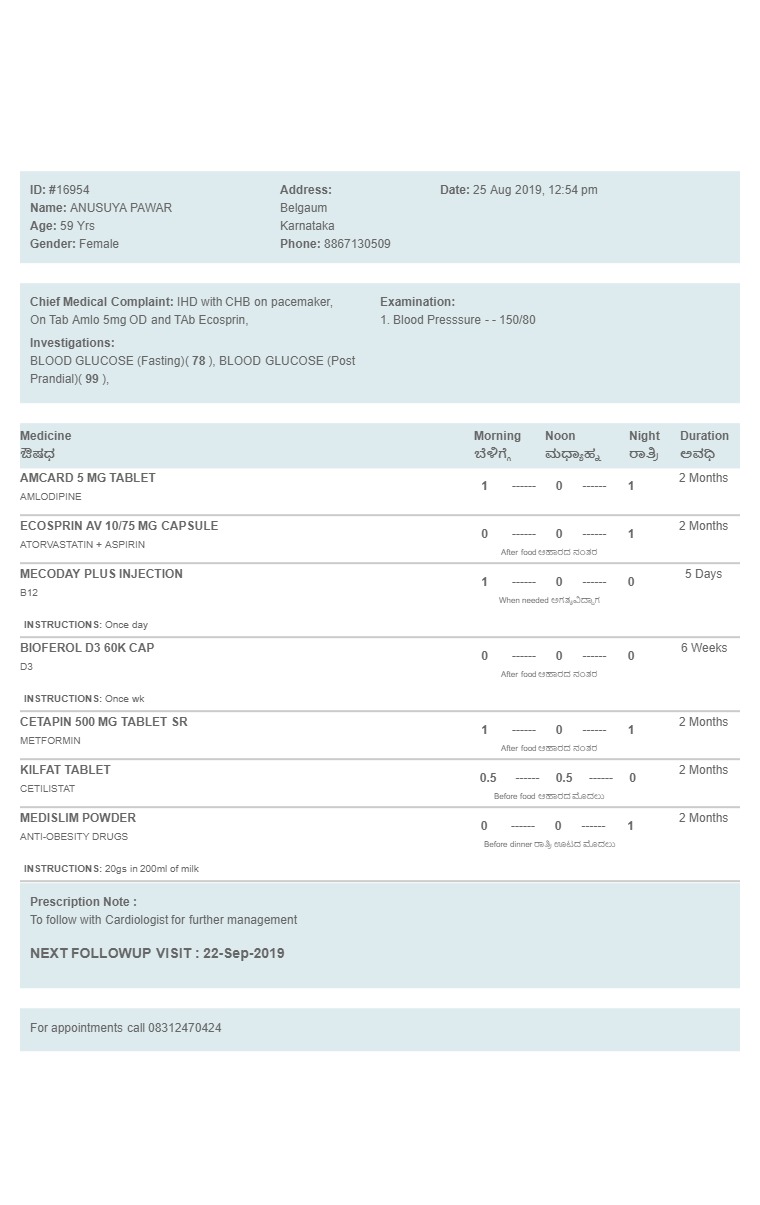 ID: #16954 Address: Date: 25 Aug 2019, 12:54 pm
Name: ANUSUYA PAWAR Belgaum
Age: 59 Yrs Karnataka
Gender: Female Phone: 8867130509
Chief Medical Complaint: IHD with CHB on pacemaker, Examination:
On Tab Amlo 5mg OD and TAb Ecosprin, 1. Blood Presssure - - 150/80
Investigations:
BLOOD GLUCOSE (Fasting)( 78 ), BLOOD GLUCOSE (Post
Prandial)( 99 ),
Medicine Morning Noon Night Duration
ಔಷಧ ಬೆಳಿಗ್ಗೆ ಮಧ್ಯಾಹ್ನ ರಾತ್ರಿ ಅವಧಿ
AMCARD 5 MG TABLET 1 ------ 0 ------ 1 2 Months
AMLODIPINE
ECOSPRIN AV 10/75 MG CAPSULE 0 ------ 0 ------ 1 2 Months
ATORVASTATIN + ASPIRIN After food ಆಹಾರದ ನಂತರ
MECODAY PLUS INJECTION 1 ------ 0 ------ 0 5 Days
B12 When needed ಅಗತ್ಯವಿದ್ದಾಗ
INSTRUCTIONS: Once day
BIOFEROL D3 60K CAP 0 ------ 0 ------ 0 6 Weeks
D3 After food ಆಹಾರದ ನಂತರ
INSTRUCTIONS: Once wk
CETAPIN 500 MG TABLET SR 1 ------ 0 ------ 1 2 Months
METFORMIN After food ಆಹಾರದ ನಂತರ
KILFAT TABLET 0.5 ------ 0.5 ------ 0 2 Months
CETILISTAT Before food ಆಹಾರದ ಮೊದಲು
MEDISLIM POWDER 0 ------ 0 ------ 1 2 Months
ANTI-OBESITY DRUGS Before dinner ರಾತ್ರಿ ಊಟದ ಮೊದಲು
INSTRUCTIONS: 20gs in 200ml of milk
Prescription Note :
To follow with Cardiologist for further management
NEXT FOLLOWUP VISIT : 22-Sep-2019
For appointments call 08312470424